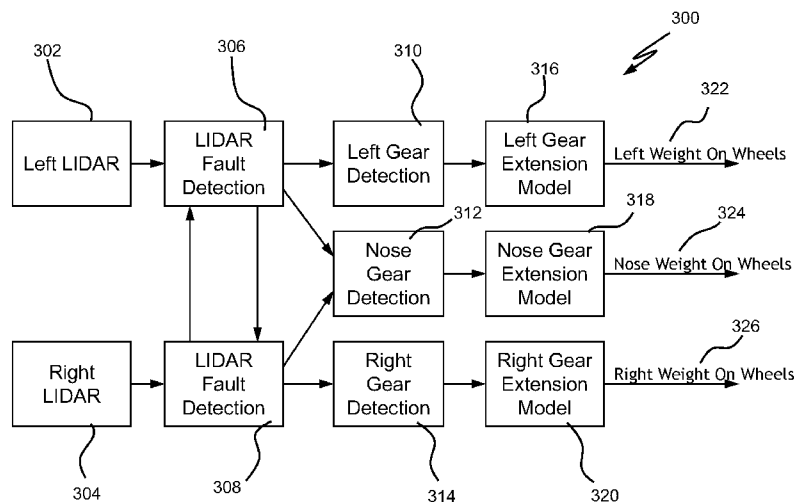 300
302
306
310
316
322
Left LIDAR
LIDAR
Fault
Detection
Left Gear
Detection
Left Gear
Extension
Model
Left Weight On Wheels
312
318
324
Nose
Gear
Detection
Nose Gear
Extension
Model
Nose Weight On Wheels
326
Right
LIDAR
LIDAR
Fault
Detection
Right
Gear
Detection
Right Gear
Extension
Model
Right Weight On Wheels
304
308
314
320